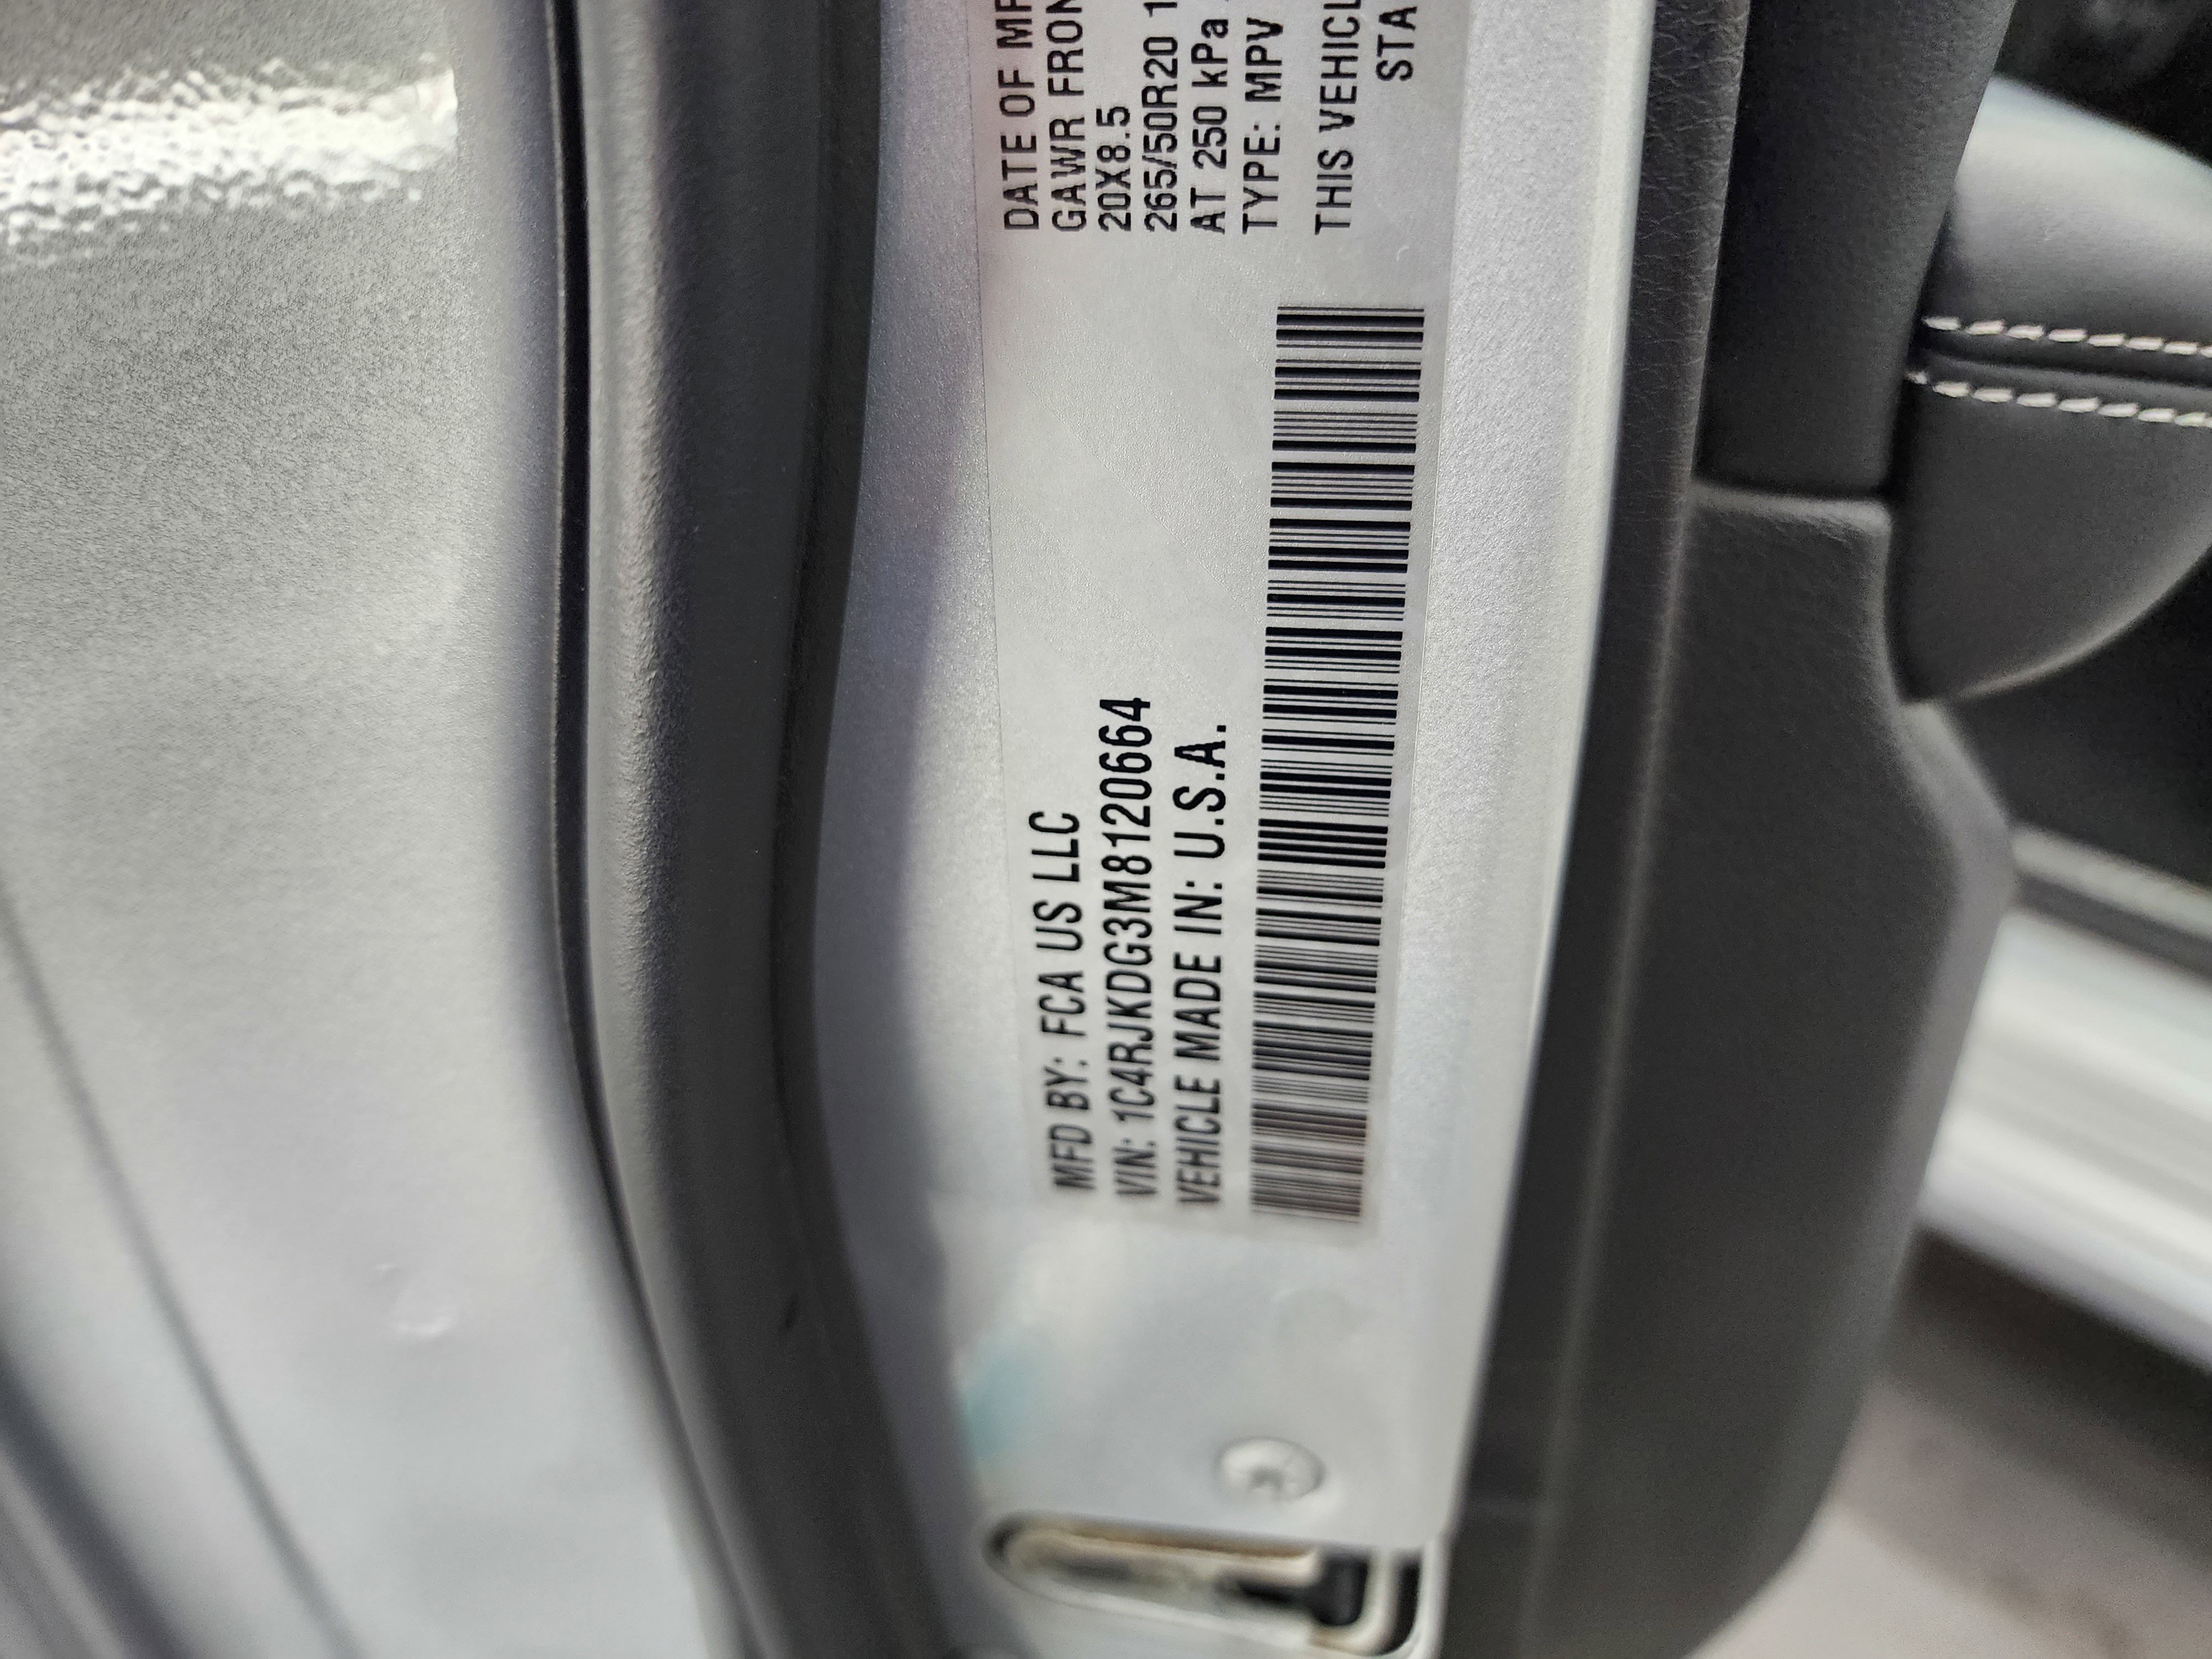 MFD BY: FCA US LLC
VIN: 1C4RJKDG3M8120664
VEHICLE MADE IN: U.S.A.
DATE OF
GAWR FRON
20X8.5
265/50R20 1
AT 250 kPa
TYPE: MPV
THIS VEHICL
STA